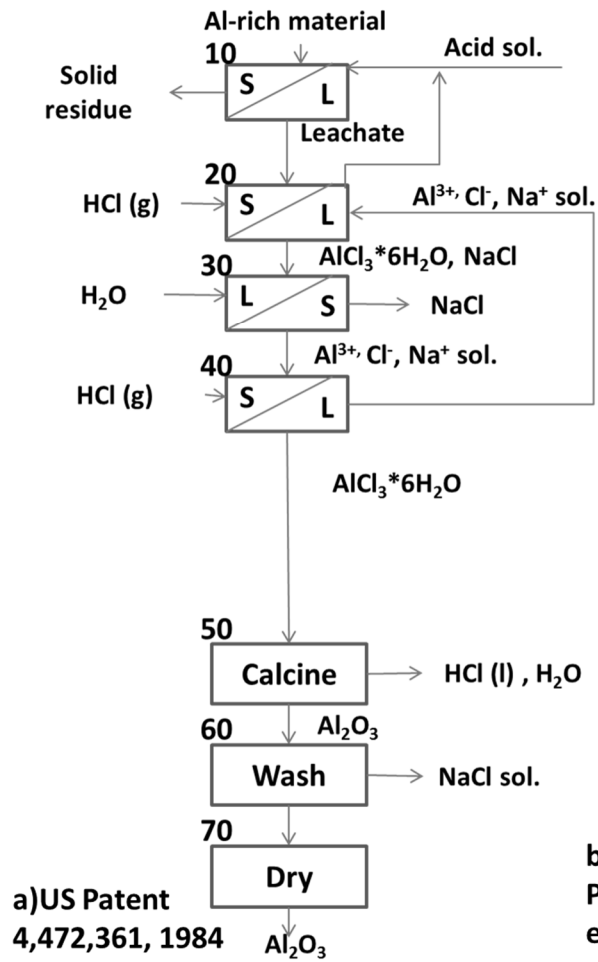 Al-rich material
10
Acid sol.
Solid
residue
S
L
Leachate
20
HCl (g)
S
L
Al³⁺, Cl⁻, Na⁺ sol.
AlCl₃*6H₂O, NaCl
30
H₂O
L
S
NaCl
Al³⁺, Cl⁻, Na⁺ sol.
40
HCl (g)
S
L
AlCl₃*6H₂O
50
Calcine
HCl (l) , H₂O
Al₂O₃
60
Wash
NaCl sol.
70
Dry
a)US Patent
4,472,361, 1984
Al₂O₃
b
P
e